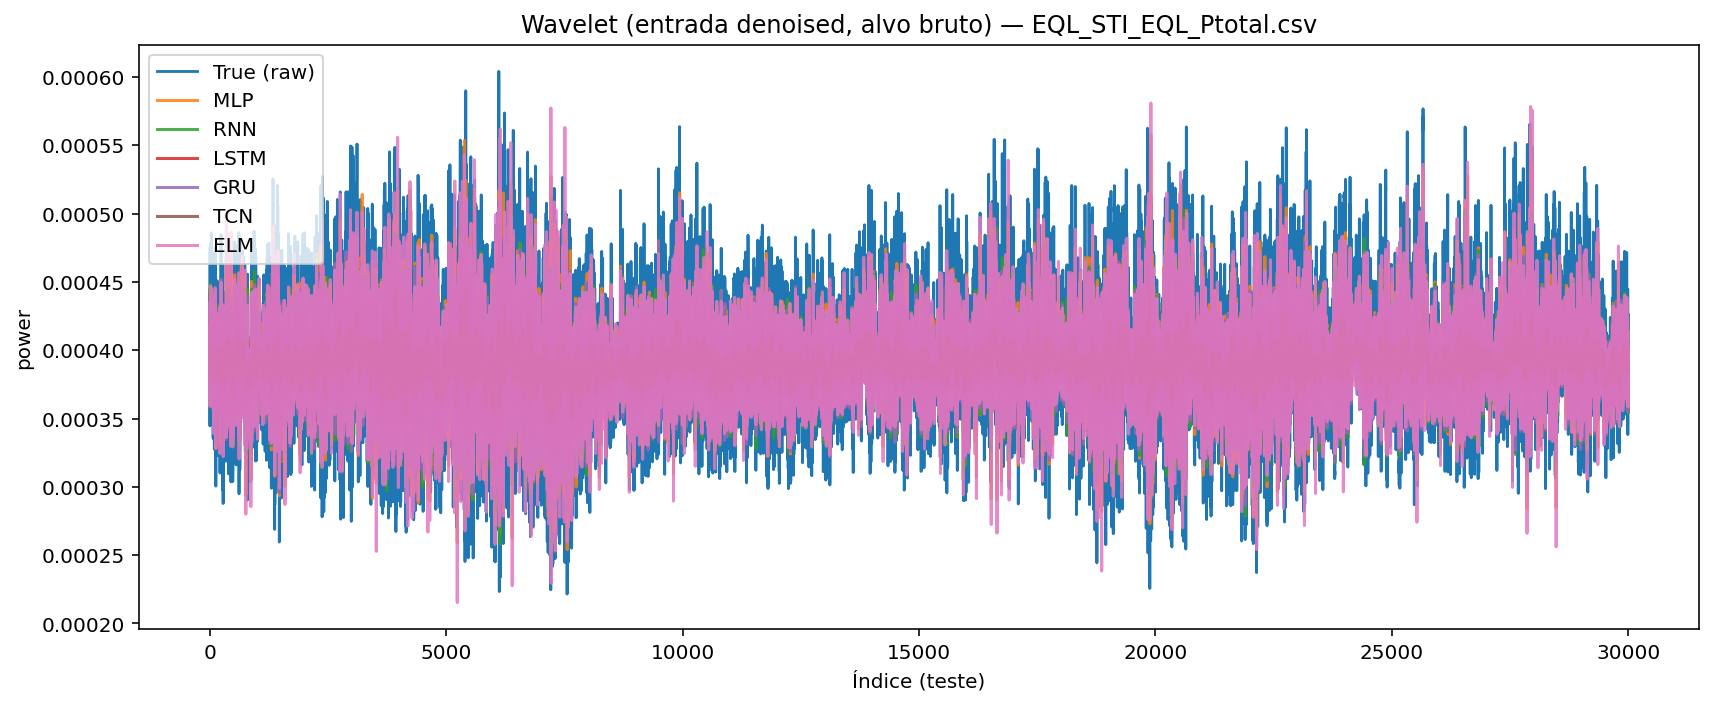 Wavelet (entrada denoised, alvo bruto) — EQL_STI_EQL_Ptotal.csv
True (raw)
MLP
RNN
LSTM
GRU
TCN
ELM
0.00060
0.00055
0.00050
0.00045
0.00040
0.00035
0.00030
0.00025
0.00020
power
0 5000 10000 15000 20000 25000 30000
Índice (teste)